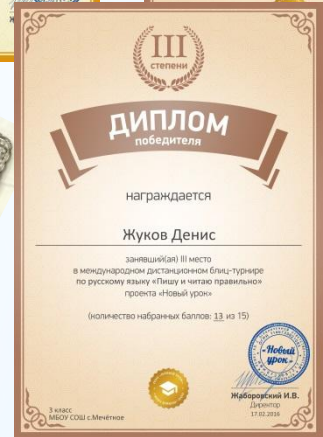 III
степени
ДИПЛОМ
победителя
награждается
Жуков Денис
занявший(ая) III место
в международном дистанционном блиц-турнире
по русскому языку «Пишу и читаю правильно»
проекта «Новый урок»
(количество набранных баллов: 13 из 15)
«Новый
урок»
Жаборовский И.В.
Директор
17.02.2016
3 класс
МБОУ СОШ с.Мечётное